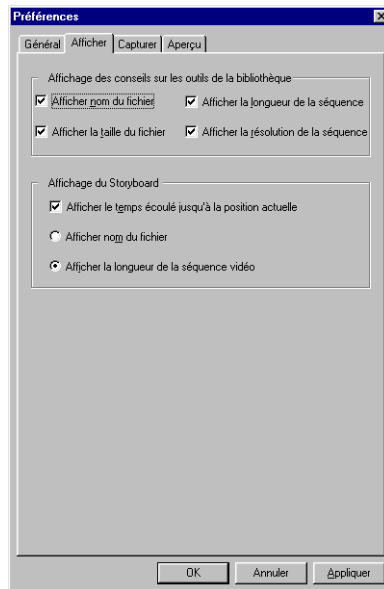 Préférences
Général Afficher Capturer Aperçu
Affichage des conseils sur les outils de la bibliothèque
Afficher nom du fichier Afficher la longueur de la séquence
Afficher la taille du fichier Afficher la résolution de la séquence
Affichage du Storyboard
Afficher le temps écoulé jusqu'à la position actuelle
Afficher nom du fichier
Afficher la longueur de la séquence vidéo
OK Annuler Appliquer